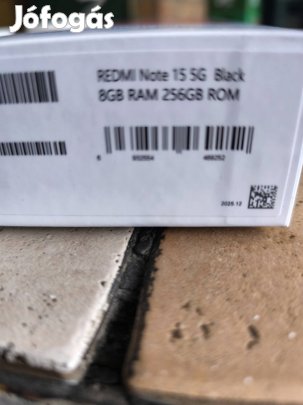 Jófogás
REDMI Note 15 5G Black
8GB RAM 256GB ROM
2025.12